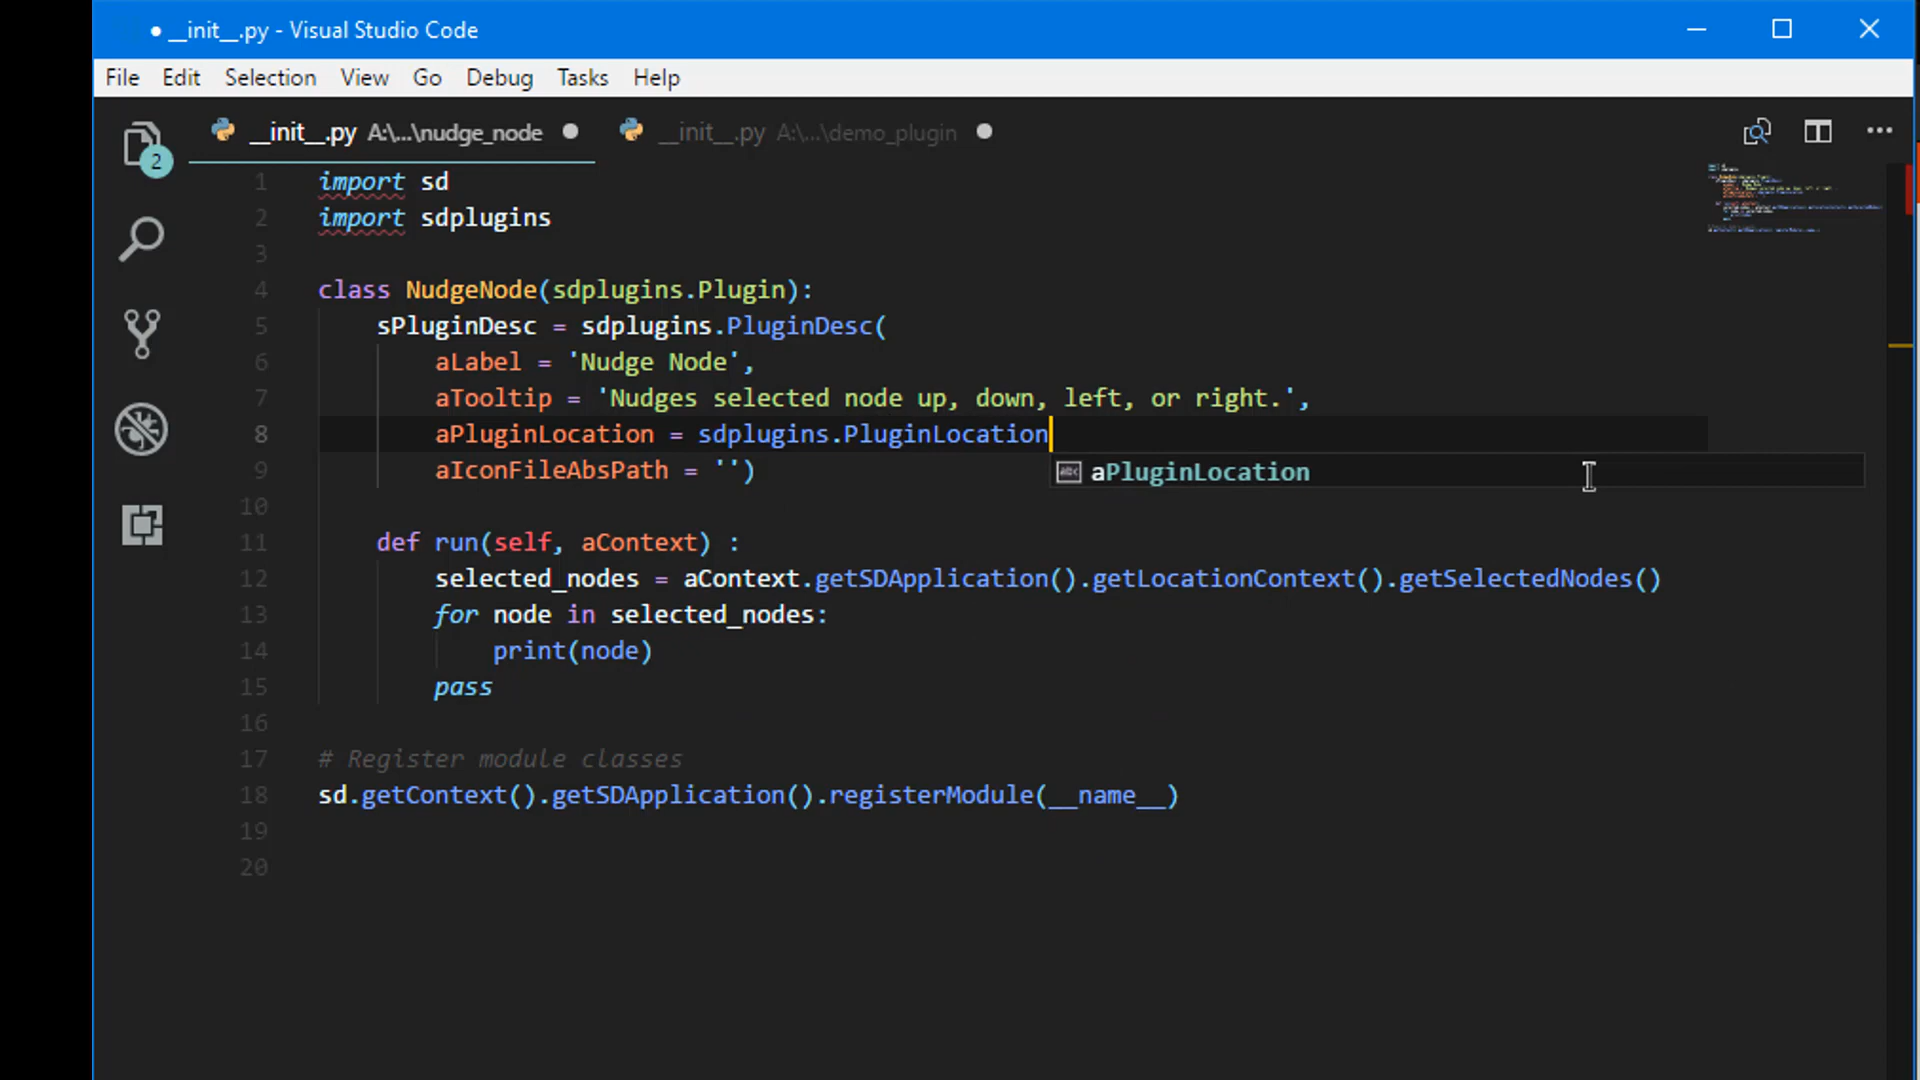 ● __init__.py - Visual Studio Code
File Edit Selection View Go Debug Tasks Help
__init__.py A:\...\nudge_node ● __init__.py A:\...\demo_plugin ●
2
1 import sd
2 import sdplugins
3
4 class NudgeNode(sdplugins.Plugin):
5 sPluginDesc = sdplugins.PluginDesc(
6 aLabel = 'Nudge Node',
7 aTooltip = 'Nudges selected node up, down, left, or right.',
8 aPluginLocation = sdplugins.PluginLocation
9 aIconFileAbsPath = '')
abc aPluginLocation
10
11 def run(self, aContext) :
12 selected_nodes = aContext.getSDApplication().getLocationContext().getSelectedNodes()
13 for node in selected_nodes:
14 print(node)
15 pass
16
17 # Register module classes
18 sd.getContext().getSDApplication().registerModule(__name__)
19
20